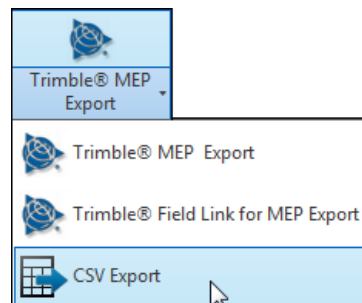 Trimble® MEP
Export
Trimble® MEP Export
Trimble® Field Link for MEP Export
CSV Export